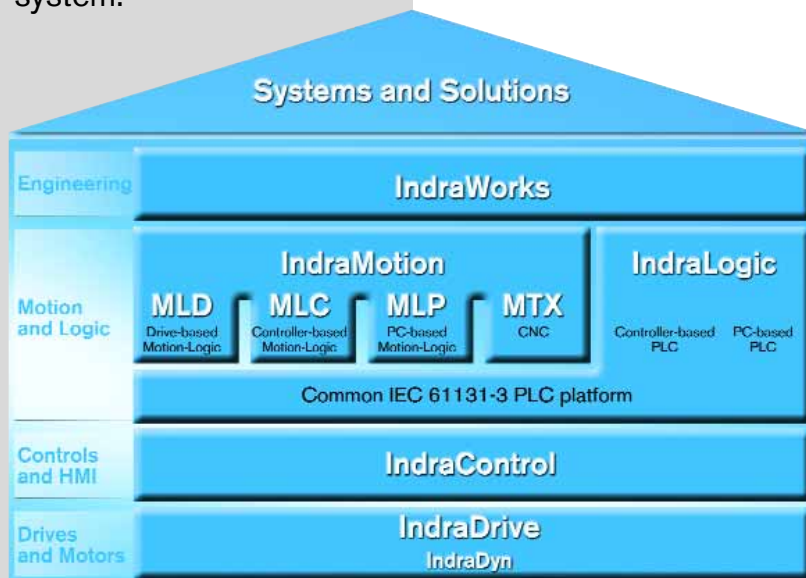 system.
Systems and Solutions
Engineering
IndraWorks
Motion
and Logic
IndraMotion
IndraLogic
MLD
Drive-based
Motion-Logic
MLC
Controller-based
Motion-Logic
MLP
PC-based
Motion-Logic
MTX
CNC
Controller-based
PLC
PC-based
PLC
Common IEC 61131-3 PLC platform
Controls
and HMI
IndraControl
Drives
and Motors
IndraDrive
IndraDyn